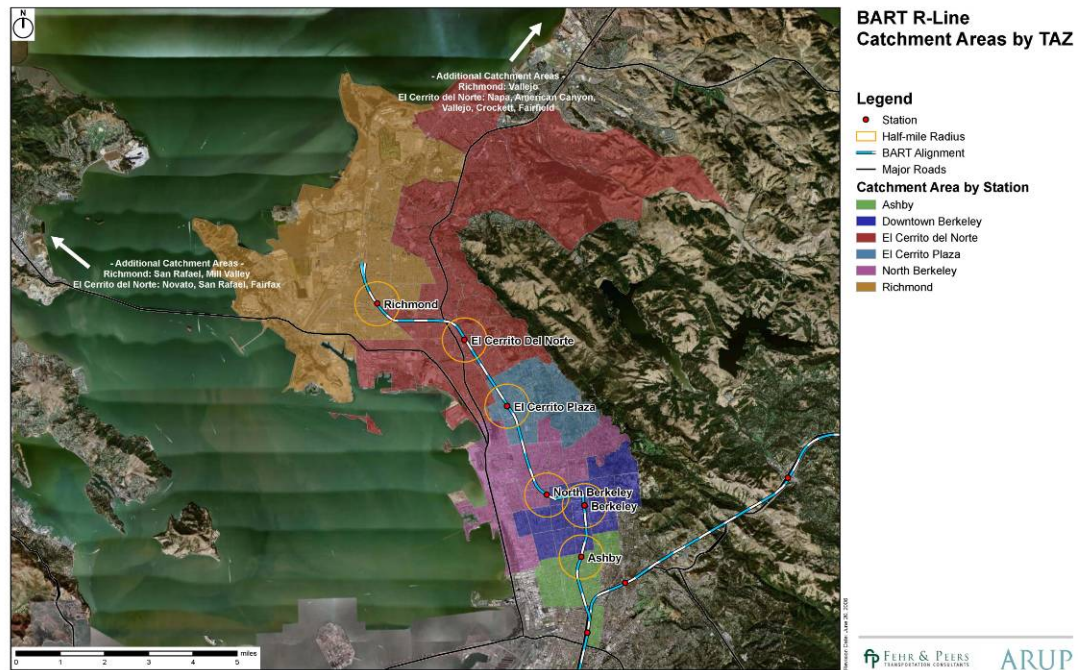 N
- Additional Catchment Areas -
Richmond: Vallejo
El Cerrito del Norte: Napa, American Canyon,
Vallejo, Crockett, Fairfield
- Additional Catchment Areas -
Richmond: San Rafael, Mill Valley
El Cerrito del Norte: Novato, San Rafael, Fairfax
Richmond
El Cerrito Del Norte
El Cerrito Plaza
North Berkeley
Berkeley
Ashby
0 1 2 3 4 5 miles
BART R-Line
Catchment Areas by TAZ
Legend
Station
Half-mile Radius
BART Alignment
Major Roads
Catchment Area by Station
Ashby
Downtown Berkeley
El Cerrito del Norte
El Cerrito Plaza
North Berkeley
Richmond
fp FEHR & PEERS
TRANSPORTATION CONSULTANTS
ARUP